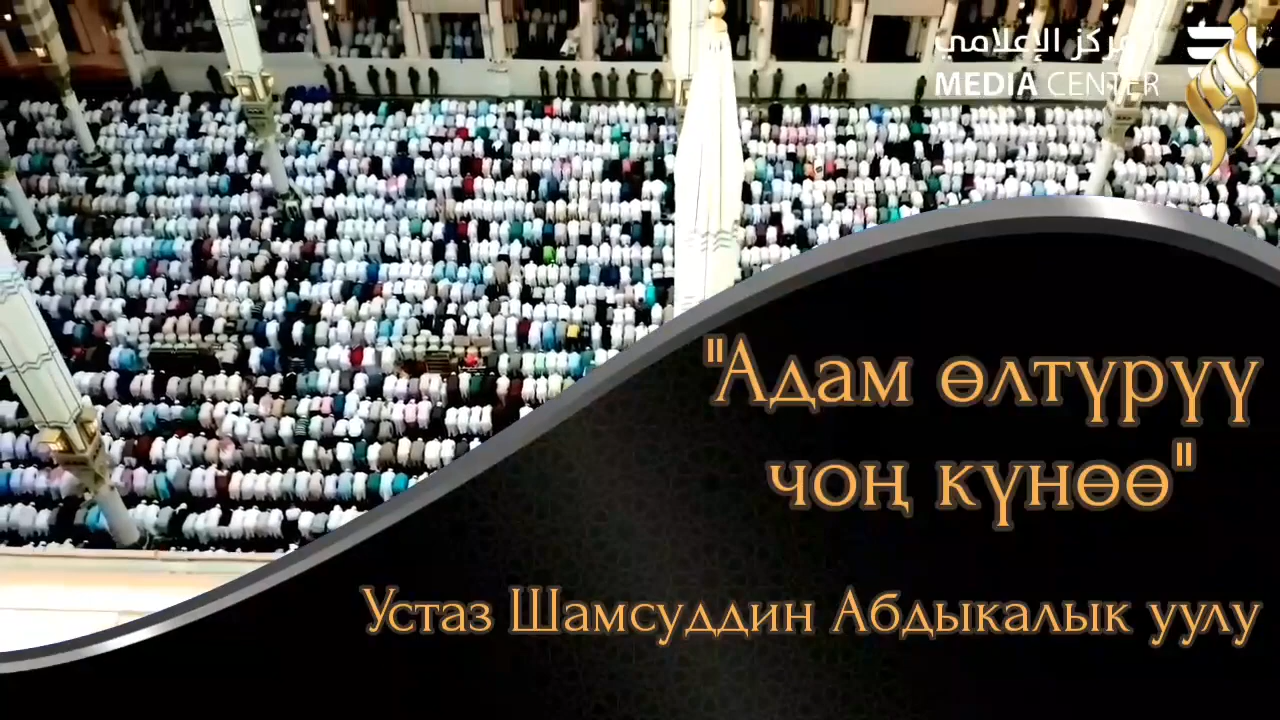 المركز الإعلامي
MEDIA CENTER
"Адам өлтүрүү
чоң күнөө"
Устаз Шамсуддин Абдыкалык уулу